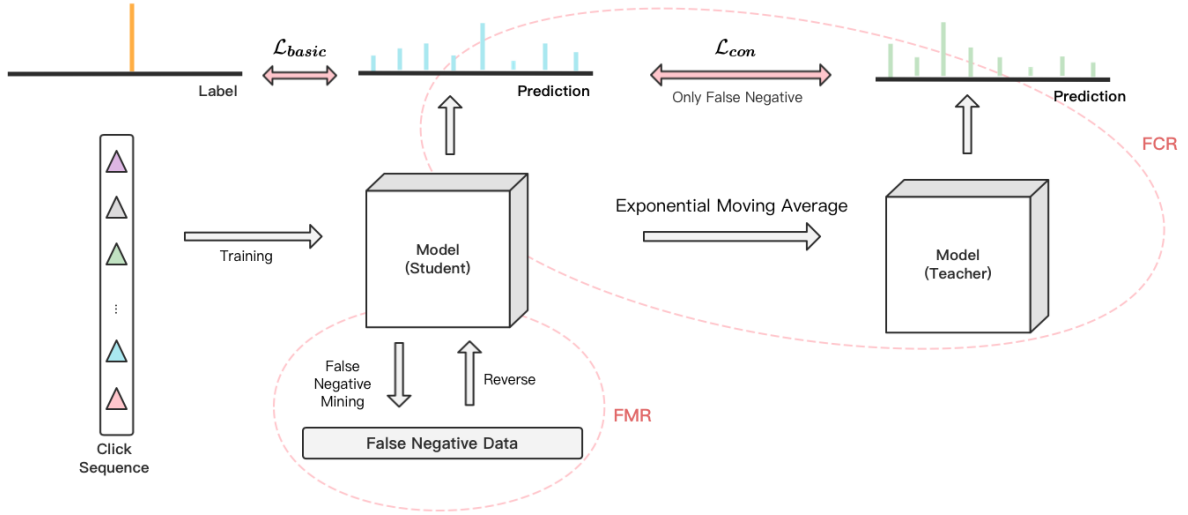 𝓛basic
𝓛con
Label
Prediction
Only False Negative
Prediction
FCR
Exponential Moving Average
Training
Model
(Student)
Model
(Teacher)
...
False
Negative
Mining
Reverse
FMR
False Negative Data
Click
Sequence